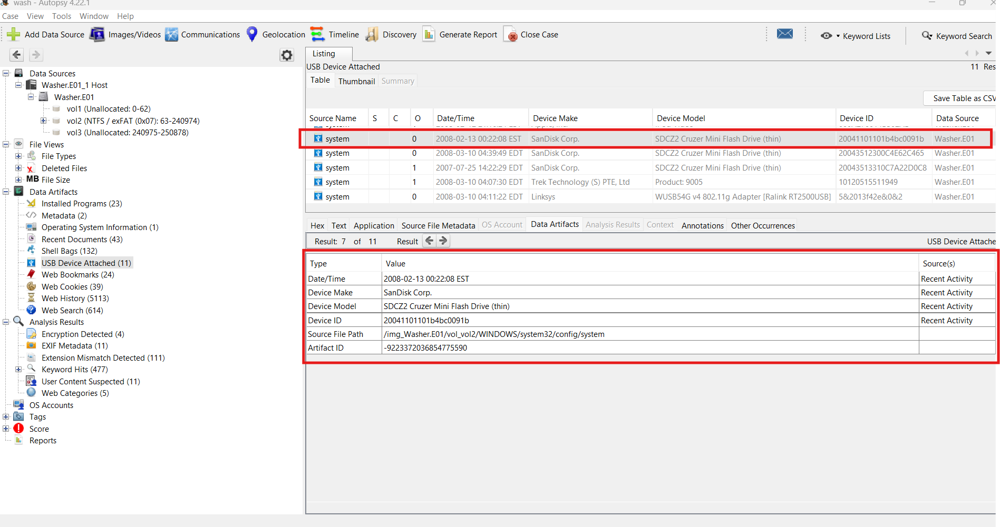 wash - Autopsy 4.22.1
Case View Tools Window Help
Add Data Source Images/Videos Communications Geolocation Timeline Discovery Generate Report Close Case Keyword Lists Keyword Search
Listing
USB Device Attached 11 Res
Table Thumbnail Summary
Save Table as CSV
Source Name S C O Date/Time Device Make Device Model Device ID Data Source
system 0 2008-02-13 00:22:08 EST SanDisk Corp. SDCZ2 Cruzer Mini Flash Drive (thin) 20041101101b4bc0091b Washer.E01
system 0 2008-03-10 04:39:49 EDT SanDisk Corp. SDCZ2 Cruzer Mini Flash Drive (thin) 20043512300C4E62C465 Washer.E01
system 1 2007-07-25 14:22:29 EDT SanDisk Corp. SDCZ2 Cruzer Mini Flash Drive (thin) 20043513310C7A22D0C8 Washer.E01
system 1 2008-03-10 04:07:30 EDT Trek Technology (S) PTE, Ltd Product: 9005 10120515511949 Washer.E01
system 0 2008-03-10 04:11:22 EDT Linksys WUSB54G v4 802.11g Adapter [Ralink RT2500USB] 5&2013f42e&0&2 Washer.E01
Hex Text Application Source File Metadata OS Account Data Artifacts Analysis Results Context Annotations Other Occurrences
Result: 7 of 11 Result USB Device Attache
Type Value Source(s)
Date/Time 2008-02-13 00:22:08 EST Recent Activity
Device Make SanDisk Corp. Recent Activity
Device Model SDCZ2 Cruzer Mini Flash Drive (thin) Recent Activity
Device ID 20041101101b4bc0091b Recent Activity
Source File Path /img_Washer.E01/vol_vol2/WINDOWS/system32/config/system
Artifact ID -9223372036854775590
Data Sources
Washer.E01_1 Host
Washer.E01
vol1 (Unallocated: 0-62)
vol2 (NTFS / exFAT (0x07): 63-240974)
vol3 (Unallocated: 240975-250878)
File Views
File Types
Deleted Files
MB File Size
Data Artifacts
Installed Programs (23)
Metadata (2)
Operating System Information (1)
Recent Documents (43)
Shell Bags (132)
USB Device Attached (11)
Web Bookmarks (24)
Web Cookies (39)
Web History (5113)
Web Search (614)
Analysis Results
Encryption Detected (4)
EXIF Metadata (11)
Extension Mismatch Detected (111)
Keyword Hits (477)
User Content Suspected (11)
Web Categories (5)
OS Accounts
Tags
Score
Reports